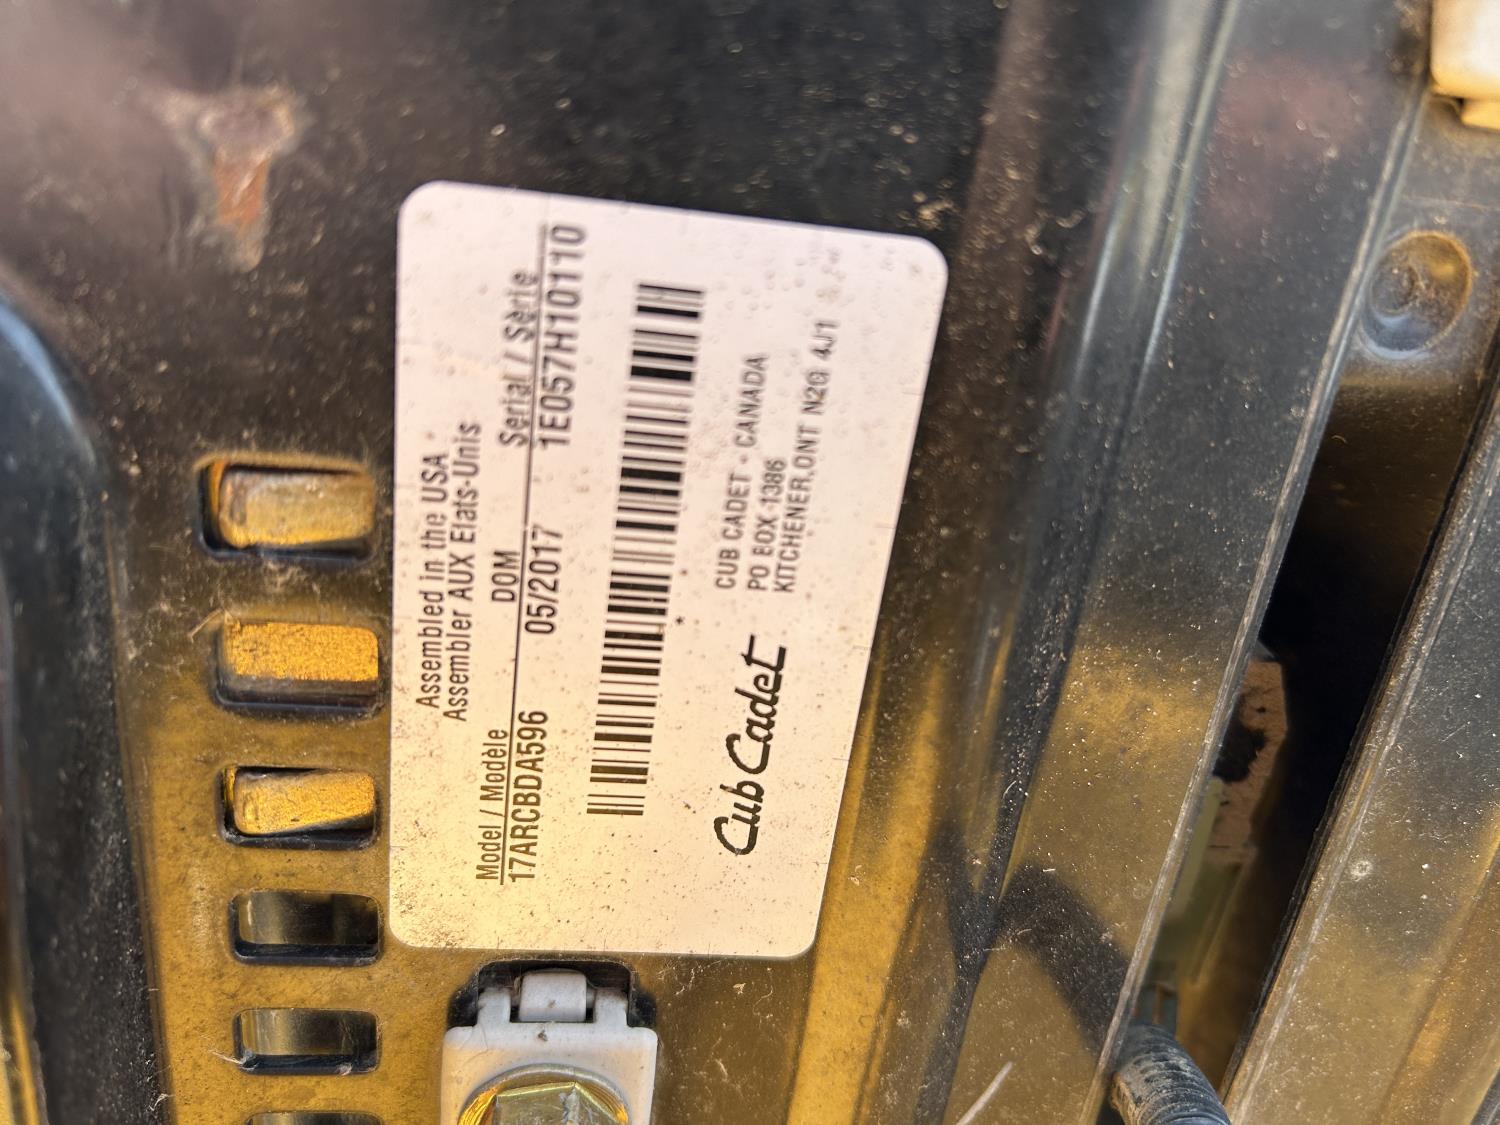 Assembled in the USA
Assembler AUX Etats-Unis
Model / Modèle DOM Serial / Série
17ARCBDA596 05/2017 1E057H10110
*
Cub Cadet
CUB CADET - CANADA
PO BOX 1386
KITCHENER,ONT N2G 4J1